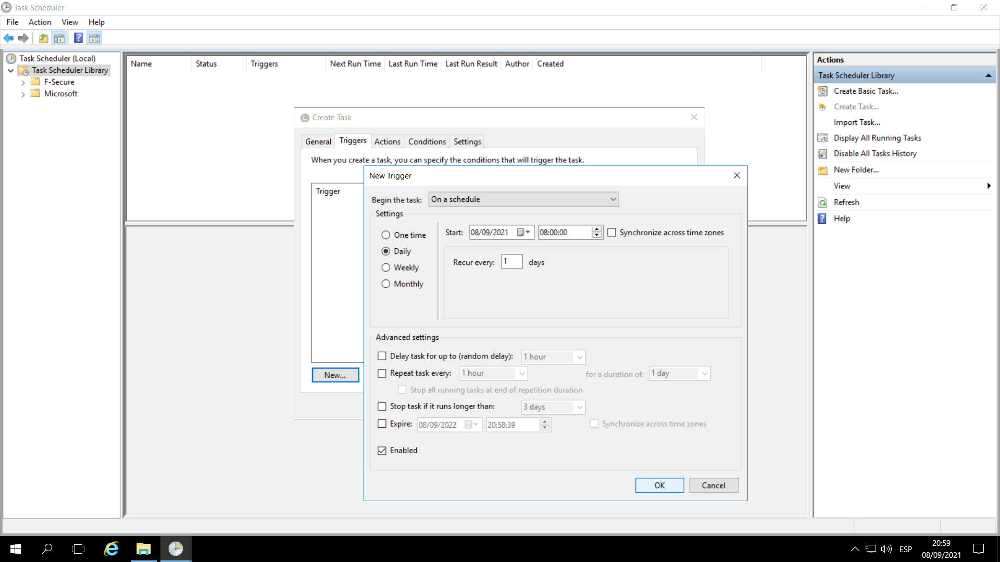 Task Scheduler
File Action View Help
Task Scheduler (Local)
Task Scheduler Library
F-Secure
Microsoft
Name Status Triggers Next Run Time Last Run Time Last Run Result Author Created
Create Task
General Triggers Actions Conditions Settings
When you create a task, you can specify the conditions that will trigger the task.
Trigger
New...
New Trigger
Begin the task: On a schedule
Settings
One time
Daily
Weekly
Monthly
Start: 08/09/2021 08:00:00 Synchronize across time zones
Recur every: 1 days
Advanced settings
Delay task for up to (random delay): 1 hour
Repeat task every: 1 hour for a duration of: 1 day
Stop all running tasks at end of repetition duration
Stop task if it runs longer than: 3 days
Expire: 08/09/2022 20:58:39 Synchronize across time zones
Enabled
OK Cancel
Actions
Task Scheduler Library
Create Basic Task...
Create Task...
Import Task...
Display All Running Tasks
Disable All Tasks History
New Folder...
View
Refresh
Help
ESP
20:59
08/09/2021